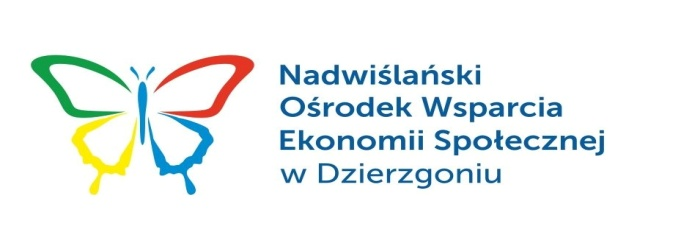 Nadwiślański
Ośrodek Wsparcia
Ekonomii Społecznej
w Dzierzgoniu